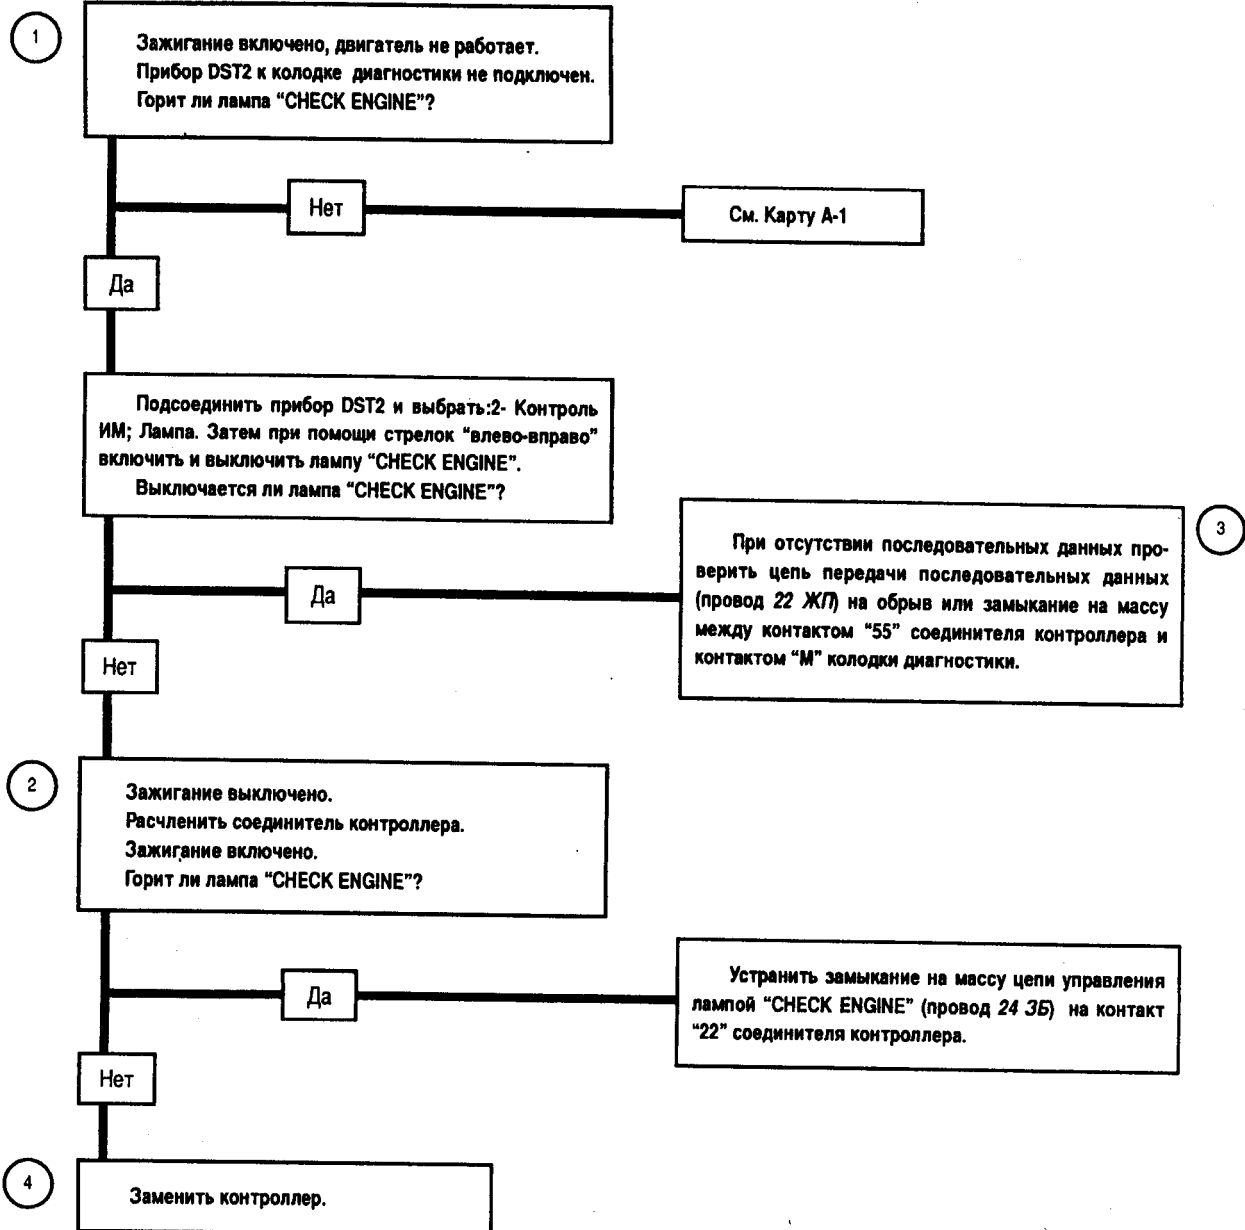 1
Зажигание включено, двигатель не работает.
Прибор DST2 к колодке диагностики не подключен.
Горит ли лампа “CHECK ENGINE”?
Нет
См. Карту А-1
Да
Подсоединить прибор DST2 и выбрать:2- Контроль
ИМ; Лампа. Затем при помощи стрелок “влево-вправо”
включить и выключить лампу “CHECK ENGINE”.
Выключается ли лампа “CHECK ENGINE”?
3
При отсутствии последовательных данных про-
верить цепь передачи последовательных данных
(провод 22 ЖП) на обрыв или замыкание на массу
между контактом “55” соединителя контроллера и
контактом “М” колодки диагностики.
Да
Нет
2
Зажигание выключено.
Расчленить соединитель контроллера.
Зажигание включено.
Горит ли лампа “CHECK ENGINE”?
Да
Устранить замыкание на массу цепи управления
лампой “CHECK ENGINE” (провод 24 ЗБ) на контакт
“22” соединителя контроллера.
Нет
4
Заменить контроллер.